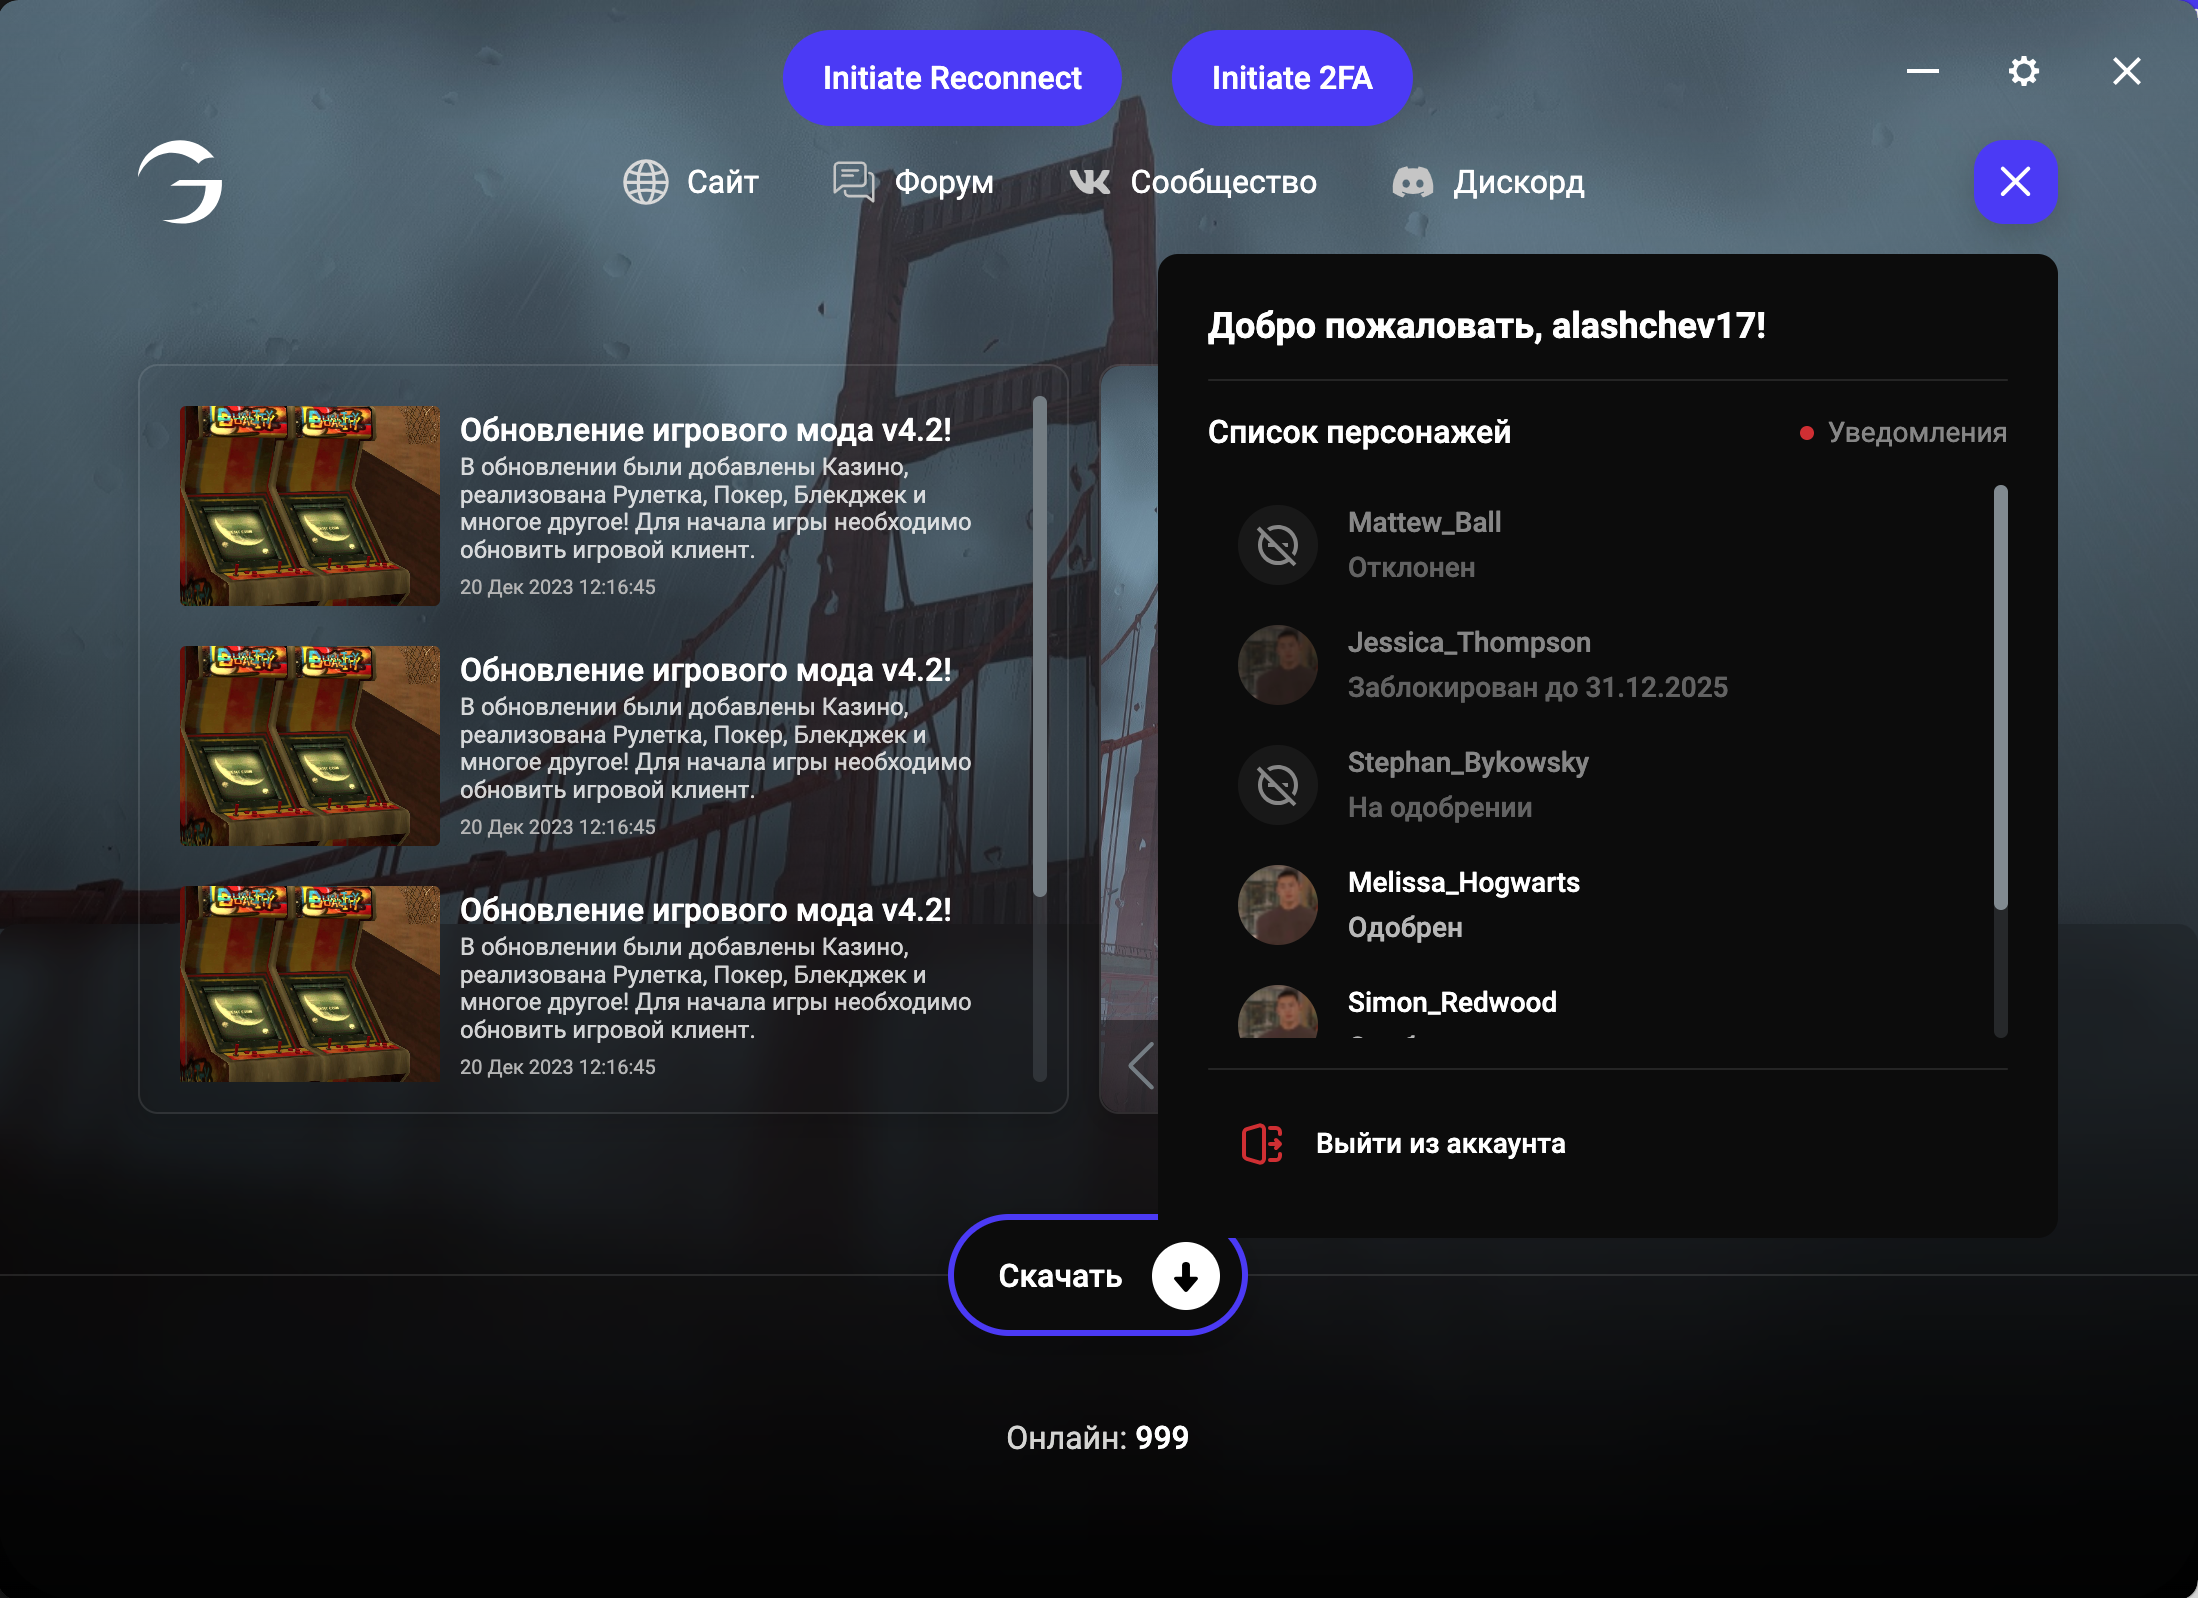 Initiate Reconnect
Initiate 2FA
Сайт
Форум
Сообщество
Дискорд
Добро пожаловать, alashchev17!
Список персонажей
Уведомления
Mattew_Ball
Отклонен
Jessica_Thompson
Заблокирован до 31.12.2025
Stephan_Bykowsky
На одобрении
Melissa_Hogwarts
Одобрен
Simon_Redwood
Выйти из аккаунта
Обновление игрового мода v4.2!
В обновлении были добавлены Казино,
реализована Рулетка, Покер, Блекджек и
многое другое! Для начала игры необходимо
обновить игровой клиент.
20 Дек 2023 12:16:45
Обновление игрового мода v4.2!
В обновлении были добавлены Казино,
реализована Рулетка, Покер, Блекджек и
многое другое! Для начала игры необходимо
обновить игровой клиент.
20 Дек 2023 12:16:45
Обновление игрового мода v4.2!
В обновлении были добавлены Казино,
реализована Рулетка, Покер, Блекджек и
многое другое! Для начала игры необходимо
обновить игровой клиент.
20 Дек 2023 12:16:45
Скачать
Онлайн: 999